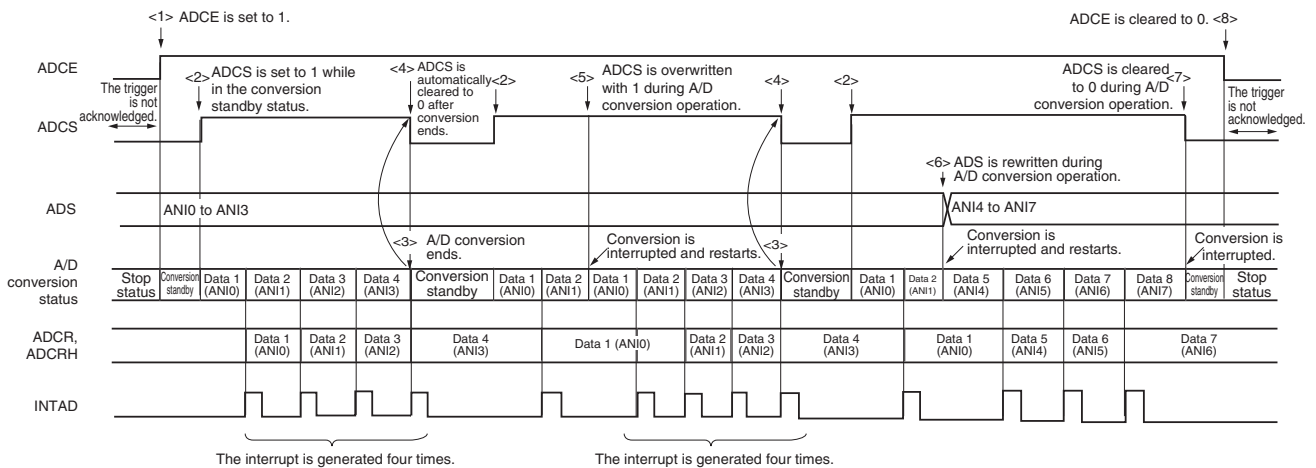 <1> ADCE is set to 1.
ADCE is cleared to 0. <8>
ADCE
The trigger
is not
acknowledged.
<2> ADCS is set to 1 while
in the conversion
standby status.
<4> ADCS is
automatically
cleared to
0 after
conversion
ends.
<2>
<5> ADCS is overwritten
with 1 during A/D
conversion operation.
<4>
<2>
ADCS is cleared
to 0 during A/D
conversion operation.
<7>
The trigger
is not
acknowledged.
ADCS
<6> ADS is rewritten during
A/D conversion operation.
ADS
ANI0 to ANI3
ANI4 to ANI7
<3> A/D conversion
ends.
Conversion is
interrupted and restarts.
<3>
Conversion is
interrupted and restarts.
Conversion is
interrupted.
A/D
conversion
status
Stop
status
Conversion
standby
Data 1
(ANI0)
Data 2
(ANI1)
Data 3
(ANI2)
Data 4
(ANI3)
Conversion
standby
Data 1
(ANI0)
Data 2
(ANI1)
Data 1
(ANI0)
Data 2
(ANI1)
Data 3
(ANI2)
Data 4
(ANI3)
Conversion
standby
Data 1
(ANI0)
Data 2
(ANI1)
Data 5
(ANI4)
Data 6
(ANI5)
Data 7
(ANI6)
Data 8
(ANI7)
Conversion
standby
Stop
status
ADCR,
ADCRH
Data 1
(ANI0)
Data 2
(ANI1)
Data 3
(ANI2)
Data 4
(ANI3)
Data 1 (ANI0)
Data 2
(ANI1)
Data 3
(ANI2)
Data 4
(ANI3)
Data 1
(ANI0)
Data 5
(ANI4)
Data 6
(ANI5)
Data 7
(ANI6)
INTAD
The interrupt is generated four times.
The interrupt is generated four times.